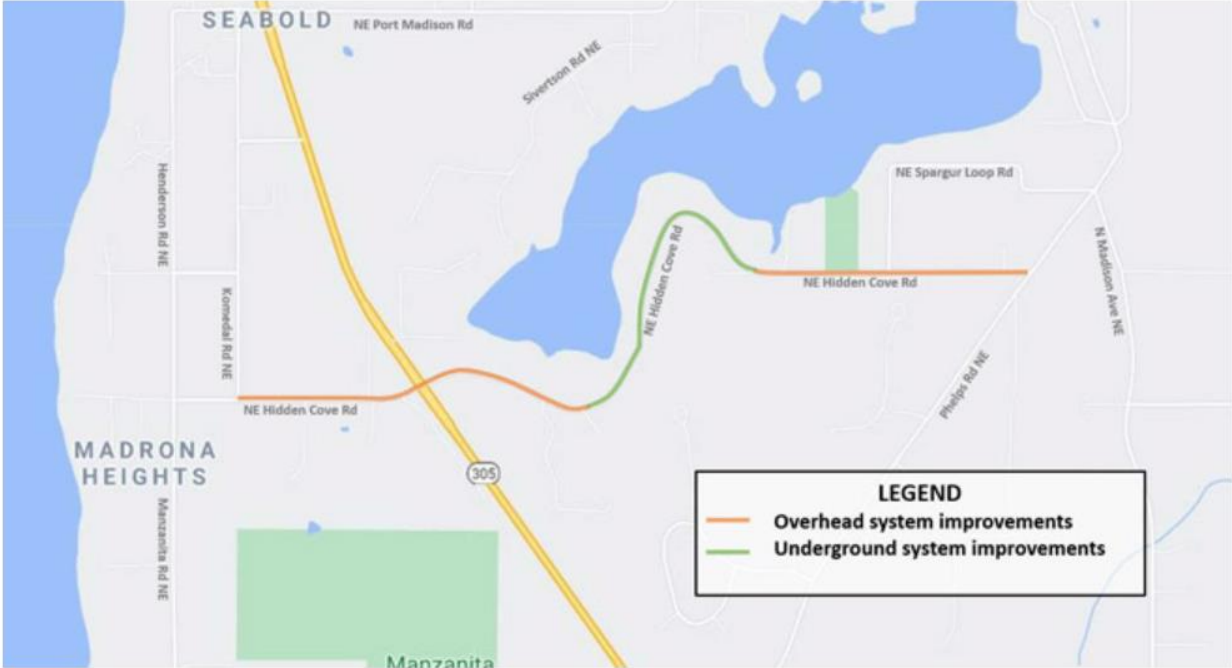 SEABOLD
NE Port Madison Rd
Sivertson Rd NE
Henderson Rd NE
NE Spargur Loop Rd
N Madison Ave NE
NE Hidden Cove Rd
NE Hidden Cove Rd
Komedal Rd NE
Phelps Rd NE
NE Hidden Cove Rd
MADRONA
HEIGHTS
305
Manzanita Rd NE
LEGEND
Overhead system improvements
Underground system improvements
Manzanita